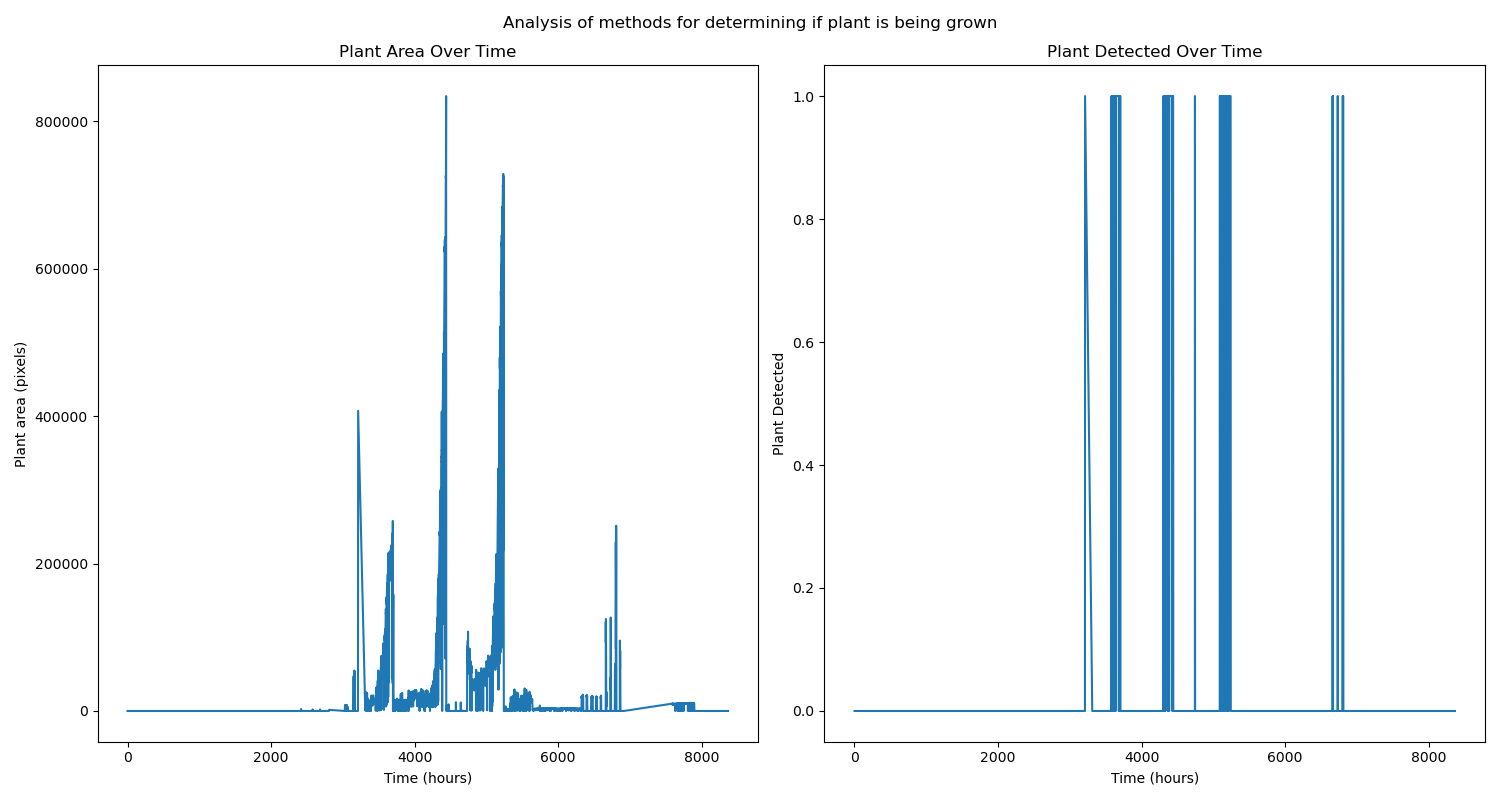 Analysis of methods for determining if plant is being grown
Plant Area Over Time
Plant area (pixels)
800000
600000
400000
200000
0
0 2000 4000 6000 8000
Time (hours)
Plant Detected Over Time
Plant Detected
1.0
0.8
0.6
0.4
0.2
0.0
0 2000 4000 6000 8000
Time (hours)